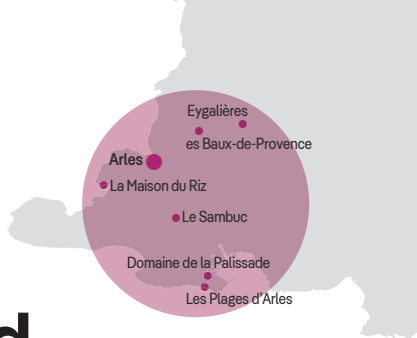 Eygalières
es Baux-de-Provence
Arles
La Maison du Riz
Le Sambuc
Domaine de la Palissade
Les Plages d'Arles
d